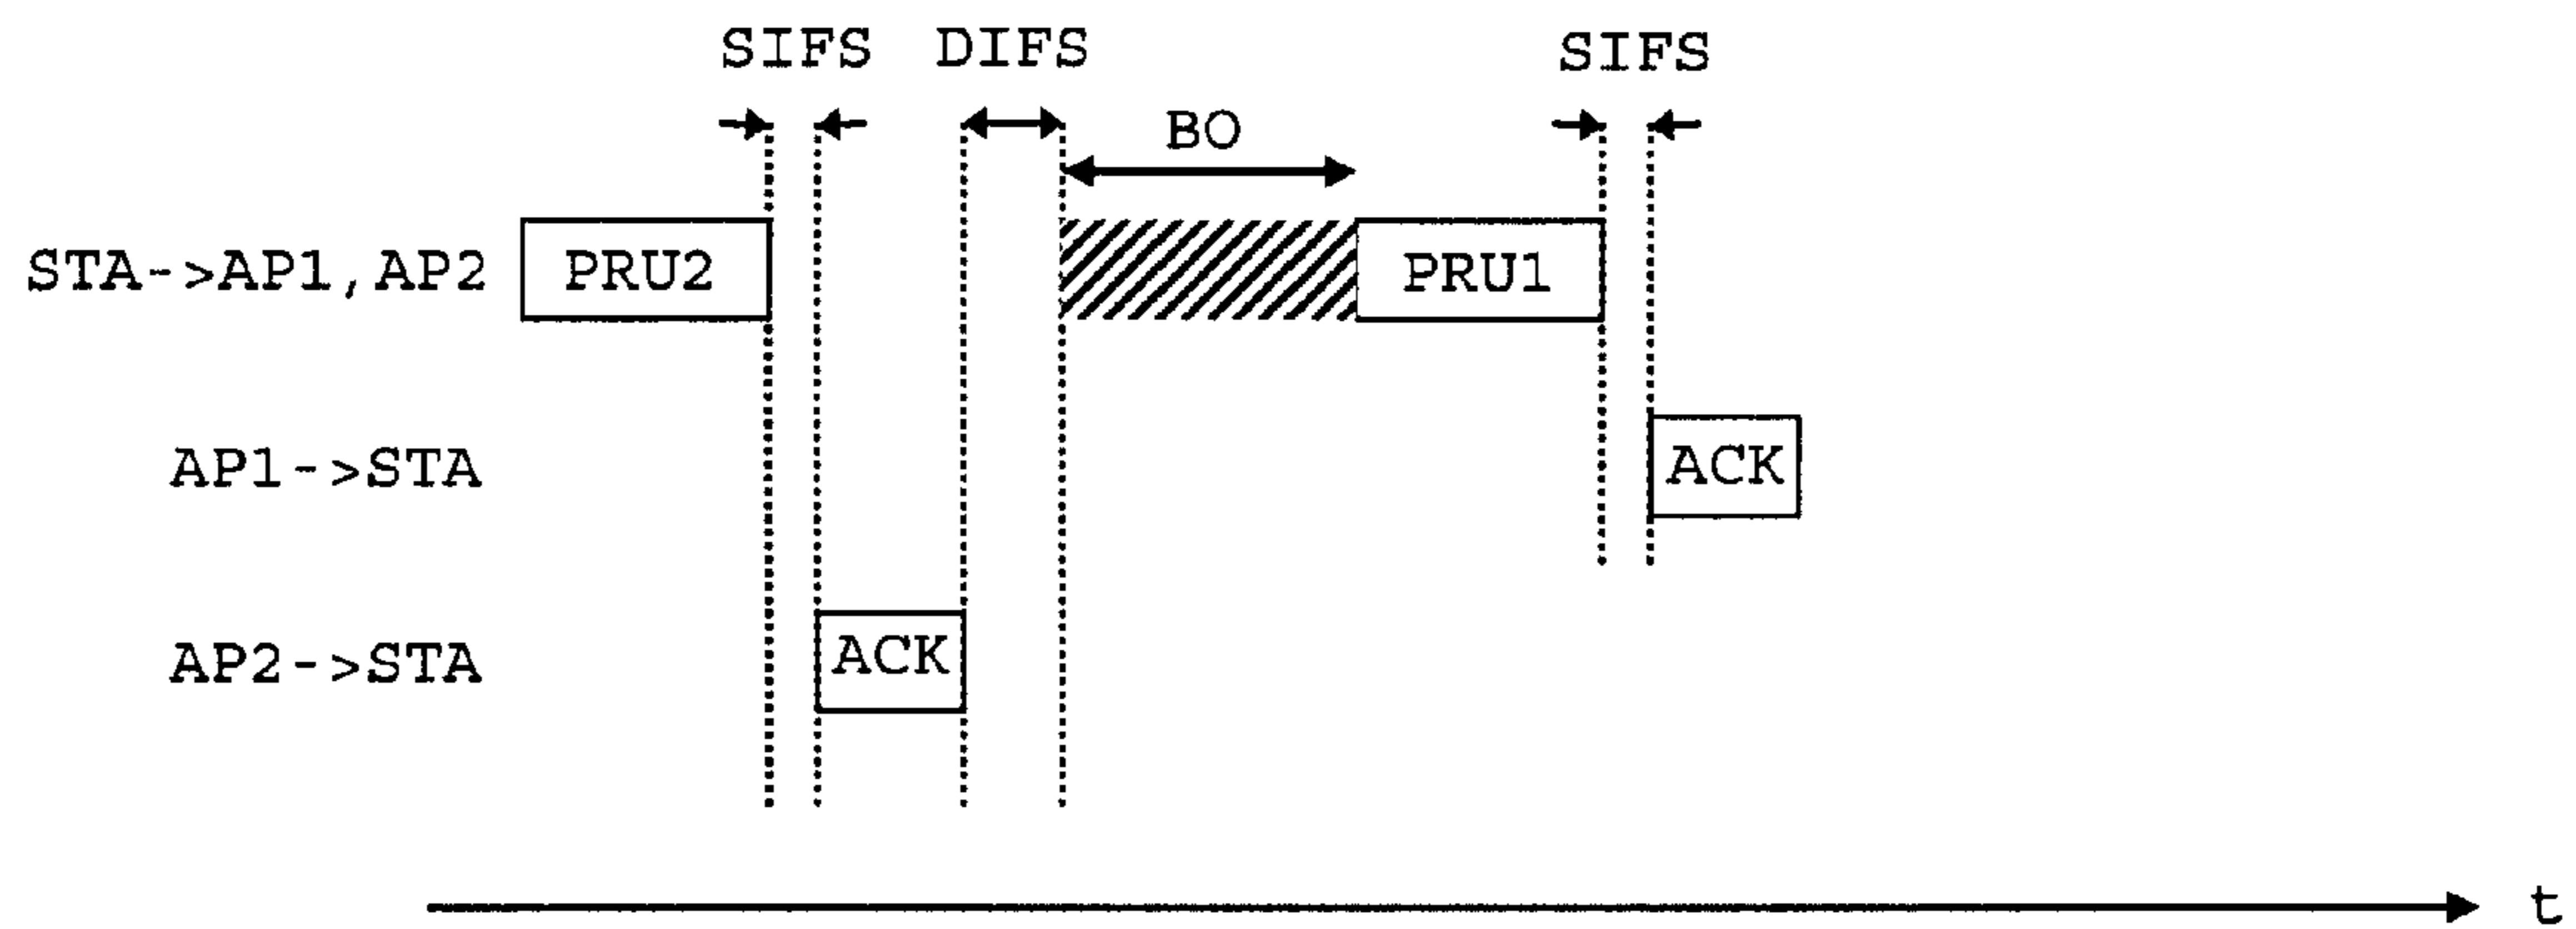 SIFS DIFS SIFS
BO
STA->AP1, AP2 PRU2 PRU1
AP1->STA ACK
AP2->STA ACK
t